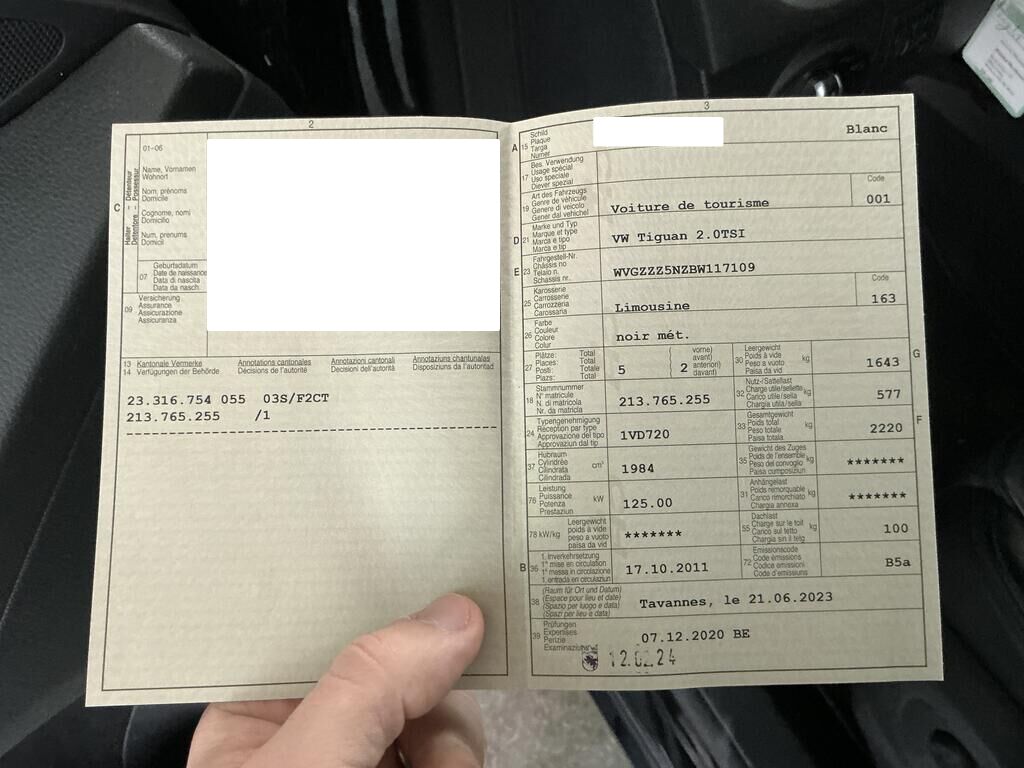 2
01-06
Halter – Détenteur
Detentore – Possessur
C
Name, Vornamen
Wohnort
Nom, prénoms
Domicile
Cognome, nomi
Domicilio
Num, prenums
Domicil
07
Geburtsdatum
Date de naissance
Data di nascita
Data da nasch.
09
Versicherung
Assurance
Assicurazione
Assicuranza
13 Kantonale Vermerke Annotations cantonales Annotazioni cantonali Annotaziuns chantunalas
14 Verfügungen der Behörde Décisions de l'autorité Decisioni dell'autorità Disposiziuns da l'autoritad
23.316.754 055 03S/F2CT
213.765.255 /1
3
A 15
Schild
Plaque
Targa
Numer
Blanc
17
Bes. Verwendung
Usage spécial
Uso speciale
Diever spezial
19
Art des Fahrzeugs
Genre de véhicule
Genere di veicolo
Gener dal vehichel
Voiture de tourisme
Code
001
D 21
Marke und Typ
Marque et type
Marca e tipo
Marca e tip
VW Tiguan 2.0TSI
E 23
Fahrgestell-Nr.
Châssis no
Telaio n.
Schassis nr.
WVGZZZ5NZBW117109
25
Karosserie
Carrosserie
Carrozzeria
Carossaria
Limousine
Code
163
26
Farbe
Couleur
Colore
Colur
noir mét.
27
Plätze: Total
Places: Total
Posti: Totale
Plazs: Total
5
( 2
vorne)
avant)
anteriori)
davant)
30
Leergewicht
Poids à vide
Peso a vuoto
Paisa da vid
kg
1643
G
18
Stammnummer
N° matricule
N. di matricola
Nr. da matricla
213.765.255
32
Nutz-/Sattellast
Charge utile/sellette
Carico utile/sella
Chargia utila/sella
kg
577
24
Typengenehmigung
Réception par type
Approvazione del tipo
Approvaziun dal tip
1VD720
33
Gesamtgewicht
Poids total
Peso totale
Paisa totala
kg
2220
F
37
Hubraum
Cylindrée
Cilindrata
Cilindrada
cm³
1984
35
Gewicht des Zuges
Poids de l'ensemble
Peso del convoglio
Paisa cumposiziun
kg
*******
76
Leistung
Puissance
Potenza
Prestaziun
kW
125.00
31
Anhängelast
Poids remorquable
Carico rimorchiato
Chargia annexa
kg
*******
78 kW/kg
Leergewicht
poids à vide
peso a vuoto
paisa da vid
*******
55
Dachlast
Charge sur le toit
Carico sul tetto
Chargia sin il tetg
kg
100
B 36
1. Inverkehrsetzung
1re mise en circulation
1a messa in circolazione
1. entrada en circulaziun
17.10.2011
72
Emissionscode
Code émissions
Codice emissioni
Code d'emissiuns
B5a
38
(Raum für Ort und Datum)
(Espace pour lieu et date)
(Spazio per luogo e data)
(Spazi per lieu e data)
Tavannes, le 21.06.2023
39
Prüfungen
Expertises
Perizie
Examinaziuns
07.12.2020 BE